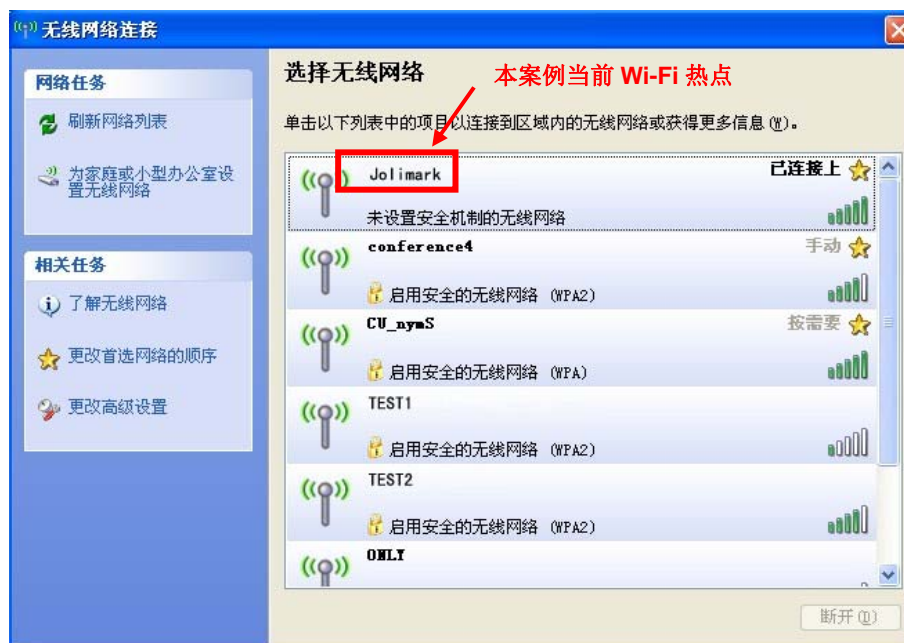 无线网络连接
网络任务
刷新网络列表
为家庭或小型办公室设
置无线网络
相关任务
了解无线网络
更改首选网络的顺序
更改高级设置
选择无线网络
本案例当前 Wi-Fi 热点
单击以下列表中的项目以连接到区域内的无线网络或获得更多信息(W)。
Jolimark 已连接上
未设置安全机制的无线网络
conference4 手动
启用安全的无线网络 (WPA2)
CU_nymS 按需要
启用安全的无线网络 (WPA)
TEST1
启用安全的无线网络 (WPA2)
TEST2
启用安全的无线网络 (WPA2)
ONLY
断开(D)